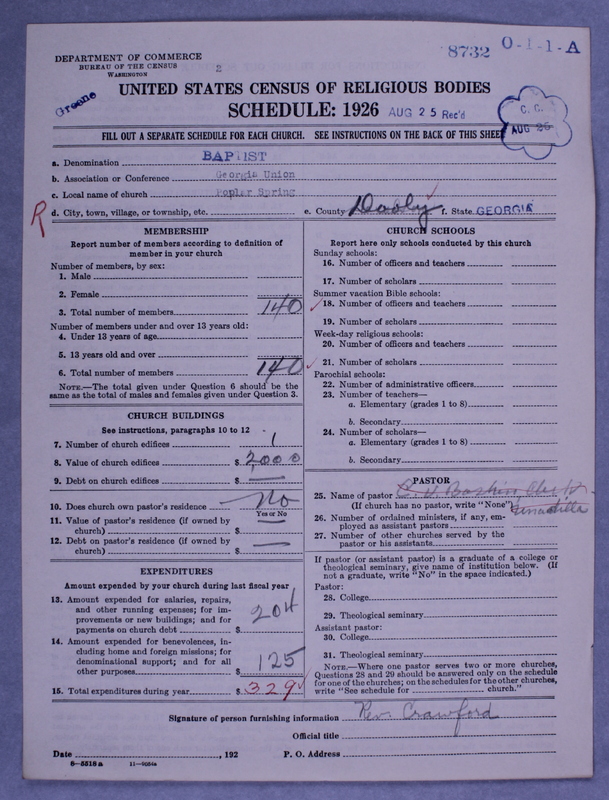 DEPARTMENT OF COMMERCE
BUREAU OF THE CENSUS
WASHINGTON
2
8732 O-1-1-A
UNITED STATES CENSUS OF RELIGIOUS BODIES
Greene
SCHEDULE: 1926 AUG 25 Rec'd
C. C.
AUG 26
FILL OUT A SEPARATE SCHEDULE FOR EACH CHURCH. SEE INSTRUCTIONS ON THE BACK OF THIS SHEET
a. Denomination BAPTIST
b. Association or Conference Georgia Union
c. Local name of church Popler Spring
R d. City, town, village, or township, etc. e. County Dooly f. State GEORGIA
MEMBERSHIP
Report number of members according to definition of
member in your church
Number of members, by sex:
1. Male
2. Female
3. Total number of members 140
Number of members under and over 13 years old:
4. Under 13 years of age
5. 13 years old and over
6. Total number of members 140
NOTE.—The total given under Question 6 should be the
same as the total of males and females given under Question 3.
CHURCH BUILDINGS
See instructions, paragraphs 10 to 12
7. Number of church edifices 1
8. Value of church edifices $ 2000
9. Debt on church edifices $ —
10. Does church own pastor's residence No
Yes or No
11. Value of pastor's residence (if owned by
church) $ —
12. Debt on pastor's residence (if owned by
church) $ —
EXPENDITURES
Amount expended by your church during last fiscal year
13. Amount expended for salaries, repairs,
and other running expenses; for im-
provements or new buildings; and for
payments on church debt $ 204
14. Amount expended for benevolences, in-
cluding home and foreign missions; for
denominational support; and for all
other purposes $ 125
15. Total expenditures during year $ 329
CHURCH SCHOOLS
Report here only schools conducted by this church
Sunday schools:
16. Number of officers and teachers
17. Number of scholars
Summer vacation Bible schools:
18. Number of officers and teachers
19. Number of scholars
Week-day religious schools:
20. Number of officers and teachers
21. Number of scholars
Parochial schools:
22. Number of administrative officers
23. Number of teachers—
a. Elementary (grades 1 to 8)
b. Secondary
24. Number of scholars—
a. Elementary (grades 1 to 8)
b. Secondary
PASTOR
25. Name of pastor
(If church has no pastor, write "None")
26. Number of ordained ministers, if any, em-
ployed as assistant pastors
27. Number of other churches served by the
pastor or his assistants
If pastor (or assistant pastor) is a graduate of a college or
theological seminary, give name of institution below. (If
not a graduate, write "No" in the space indicated.)
Pastor:
28. College
29. Theological seminary
Assistant pastor:
30. College
31. Theological seminary
NOTE.—Where one pastor serves two or more churches,
Questions 28 and 29 should be answered only on the schedule
for one of the churches; on the schedules for the other churches,
write "See schedule for church."
Signature of person furnishing information Rev. Crawford
Official title
Date , 192 P. O. Address
8—5518 a